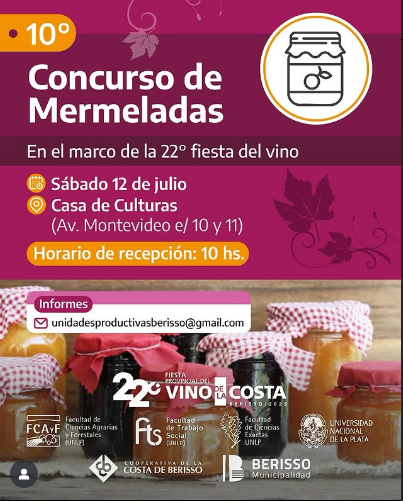 10°
Concurso de
Mermeladas
En el marco de la 22° fiesta del vino
Sábado 12 de julio
Casa de Culturas
(Av. Montevideo e/ 10 y 11)
Horario de recepción: 10 hs.
Informes
unidadesproductivasberisso@gmail.com
22° FIESTA
PROVINCIAL DEL
VINO DE LA COSTA
BERISSO/2025
FCAyF
Facultad de
Ciencias Agrarias
y Forestales
(UNLP)
fts
Facultad
de Trabajo
Social
(UNLP)
Facultad
de Ciencias
Exactas
UNLP
UNIVERSIDAD
NACIONAL
DE LA PLATA
COOPERATIVA DE LA
COSTA DE BERISSO
BERISSO
Municipalidad